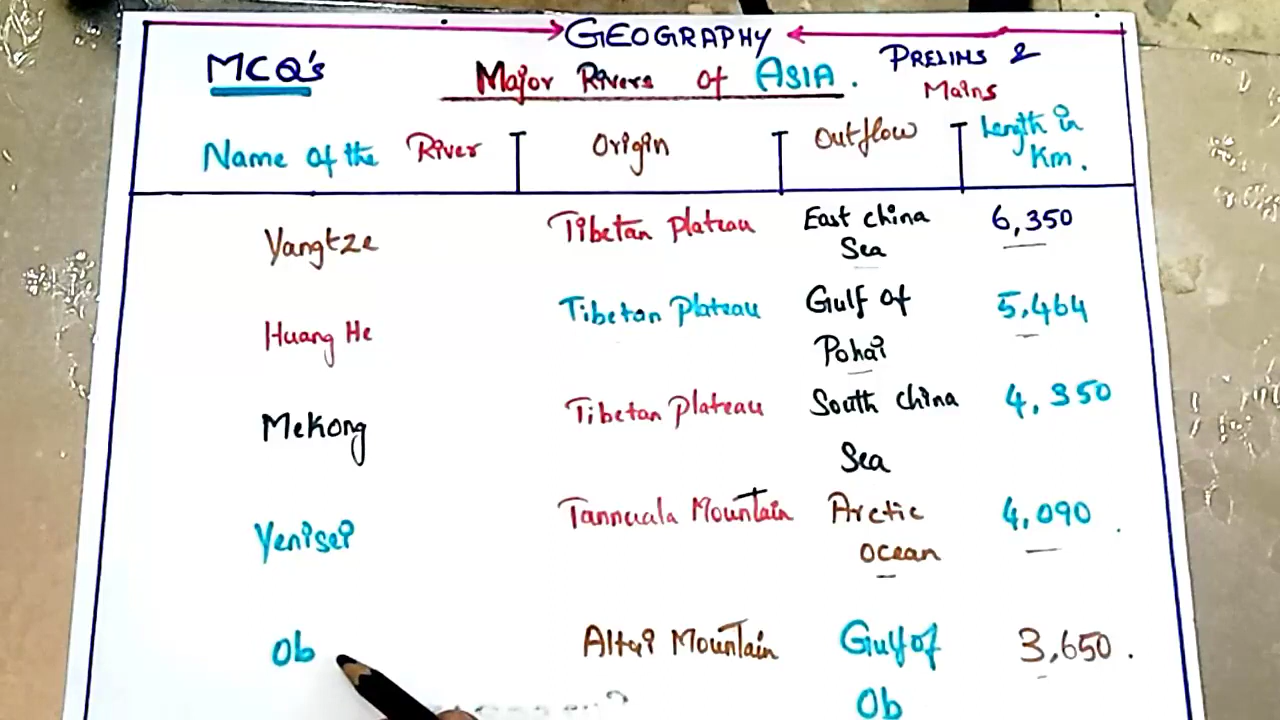 GEOGRAPHY
MCQ's
Major Rivers of ASIA.
PRELIMS &
Mains
Name of the River
Origin
Outflow
Length in
Km.
Yangtze
Tibetan plateau
East china
Sea
6,350
Huang He
Tibetan plateau
Gulf of
Pohai
5,464
Mekong
Tibetan plateau
South china
Sea
4,350
Yenisei
Tannuala Mountain
Arctic
ocean
4,090
Ob
Altai Mountain
Gulf of
Ob
3,650.